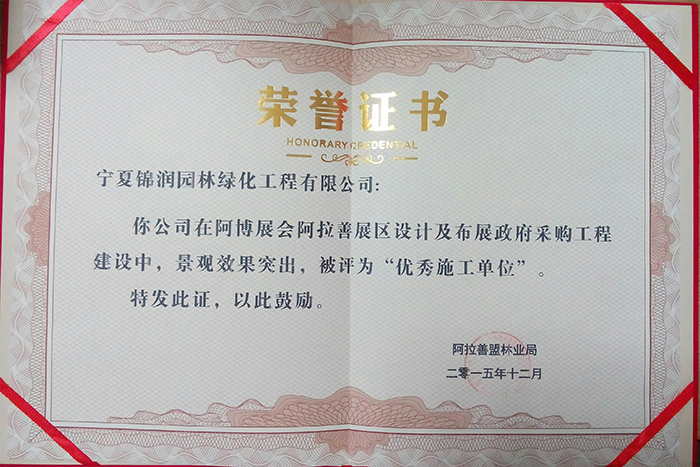 荣誉证书
HONORARY CREDENTIAL
宁夏锦润园林绿化工程有限公司:
你公司在阿博展会阿拉善展区设计及布展政府采购工程
建设中，景观效果突出，被评为“优秀施工单位”。
特发此证，以此鼓励。
阿拉善盟林业局
二零一五年十二月